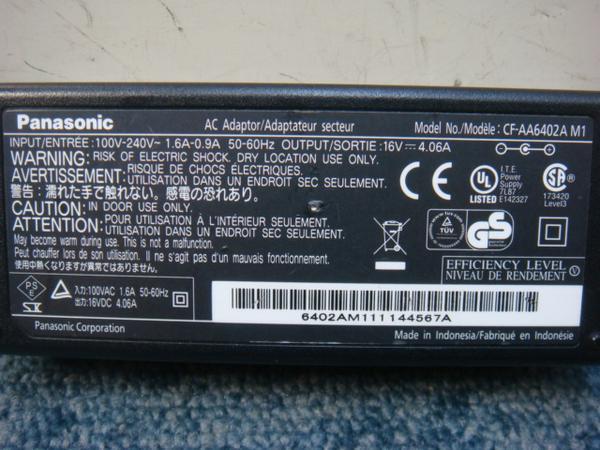 Panasonic AC Adaptor/Adaptateur secteur Model No./Modèle: CF-AA6402A M1
INPUT/ENTRÉE:100V-240V~ 1.6A-0.9A 50-60Hz OUTPUT/SORTIE:16V⎓4.06A
WARNING: RISK OF ELECTRIC SHOCK. DRY LOCATION USE ONLY.
AVERTISSEMENT: RISQUE DE CHOCS ÉLECTRIQUES.
UTILISATION DANS UN ENDROIT SEC SEULEMENT.
警告:濡れた手で触れない。感電の恐れあり。
CAUTION: IN DOOR USE ONLY.
ATTENTION: POUR UTILISATION À L'INTÉRIEUR SEULEMENT.
UTILISATION DANS UN ENDROIT SEC SEULEMENT.
May become warm during use. This is not a malfunction.
Peut chauffer lors de son utilisation. Il ne s'agit pas d'un mauvais fonctionnement.
使用中熱くなりますが異常ではありません。
CE
UL
LISTED
I.T.E.
Power
Supply
7L87
E142327
173420
Level3
TÜV
GS
EFFICIENCY LEVEL
NIVEAU DE RENDEMENT
V
PSE
入力:100VAC 1.6A 50-60Hz
出力:16VDC 4.06A
6402AM111144567A
Panasonic Corporation
Made in Indonesia/Fabriqué en Indonésie